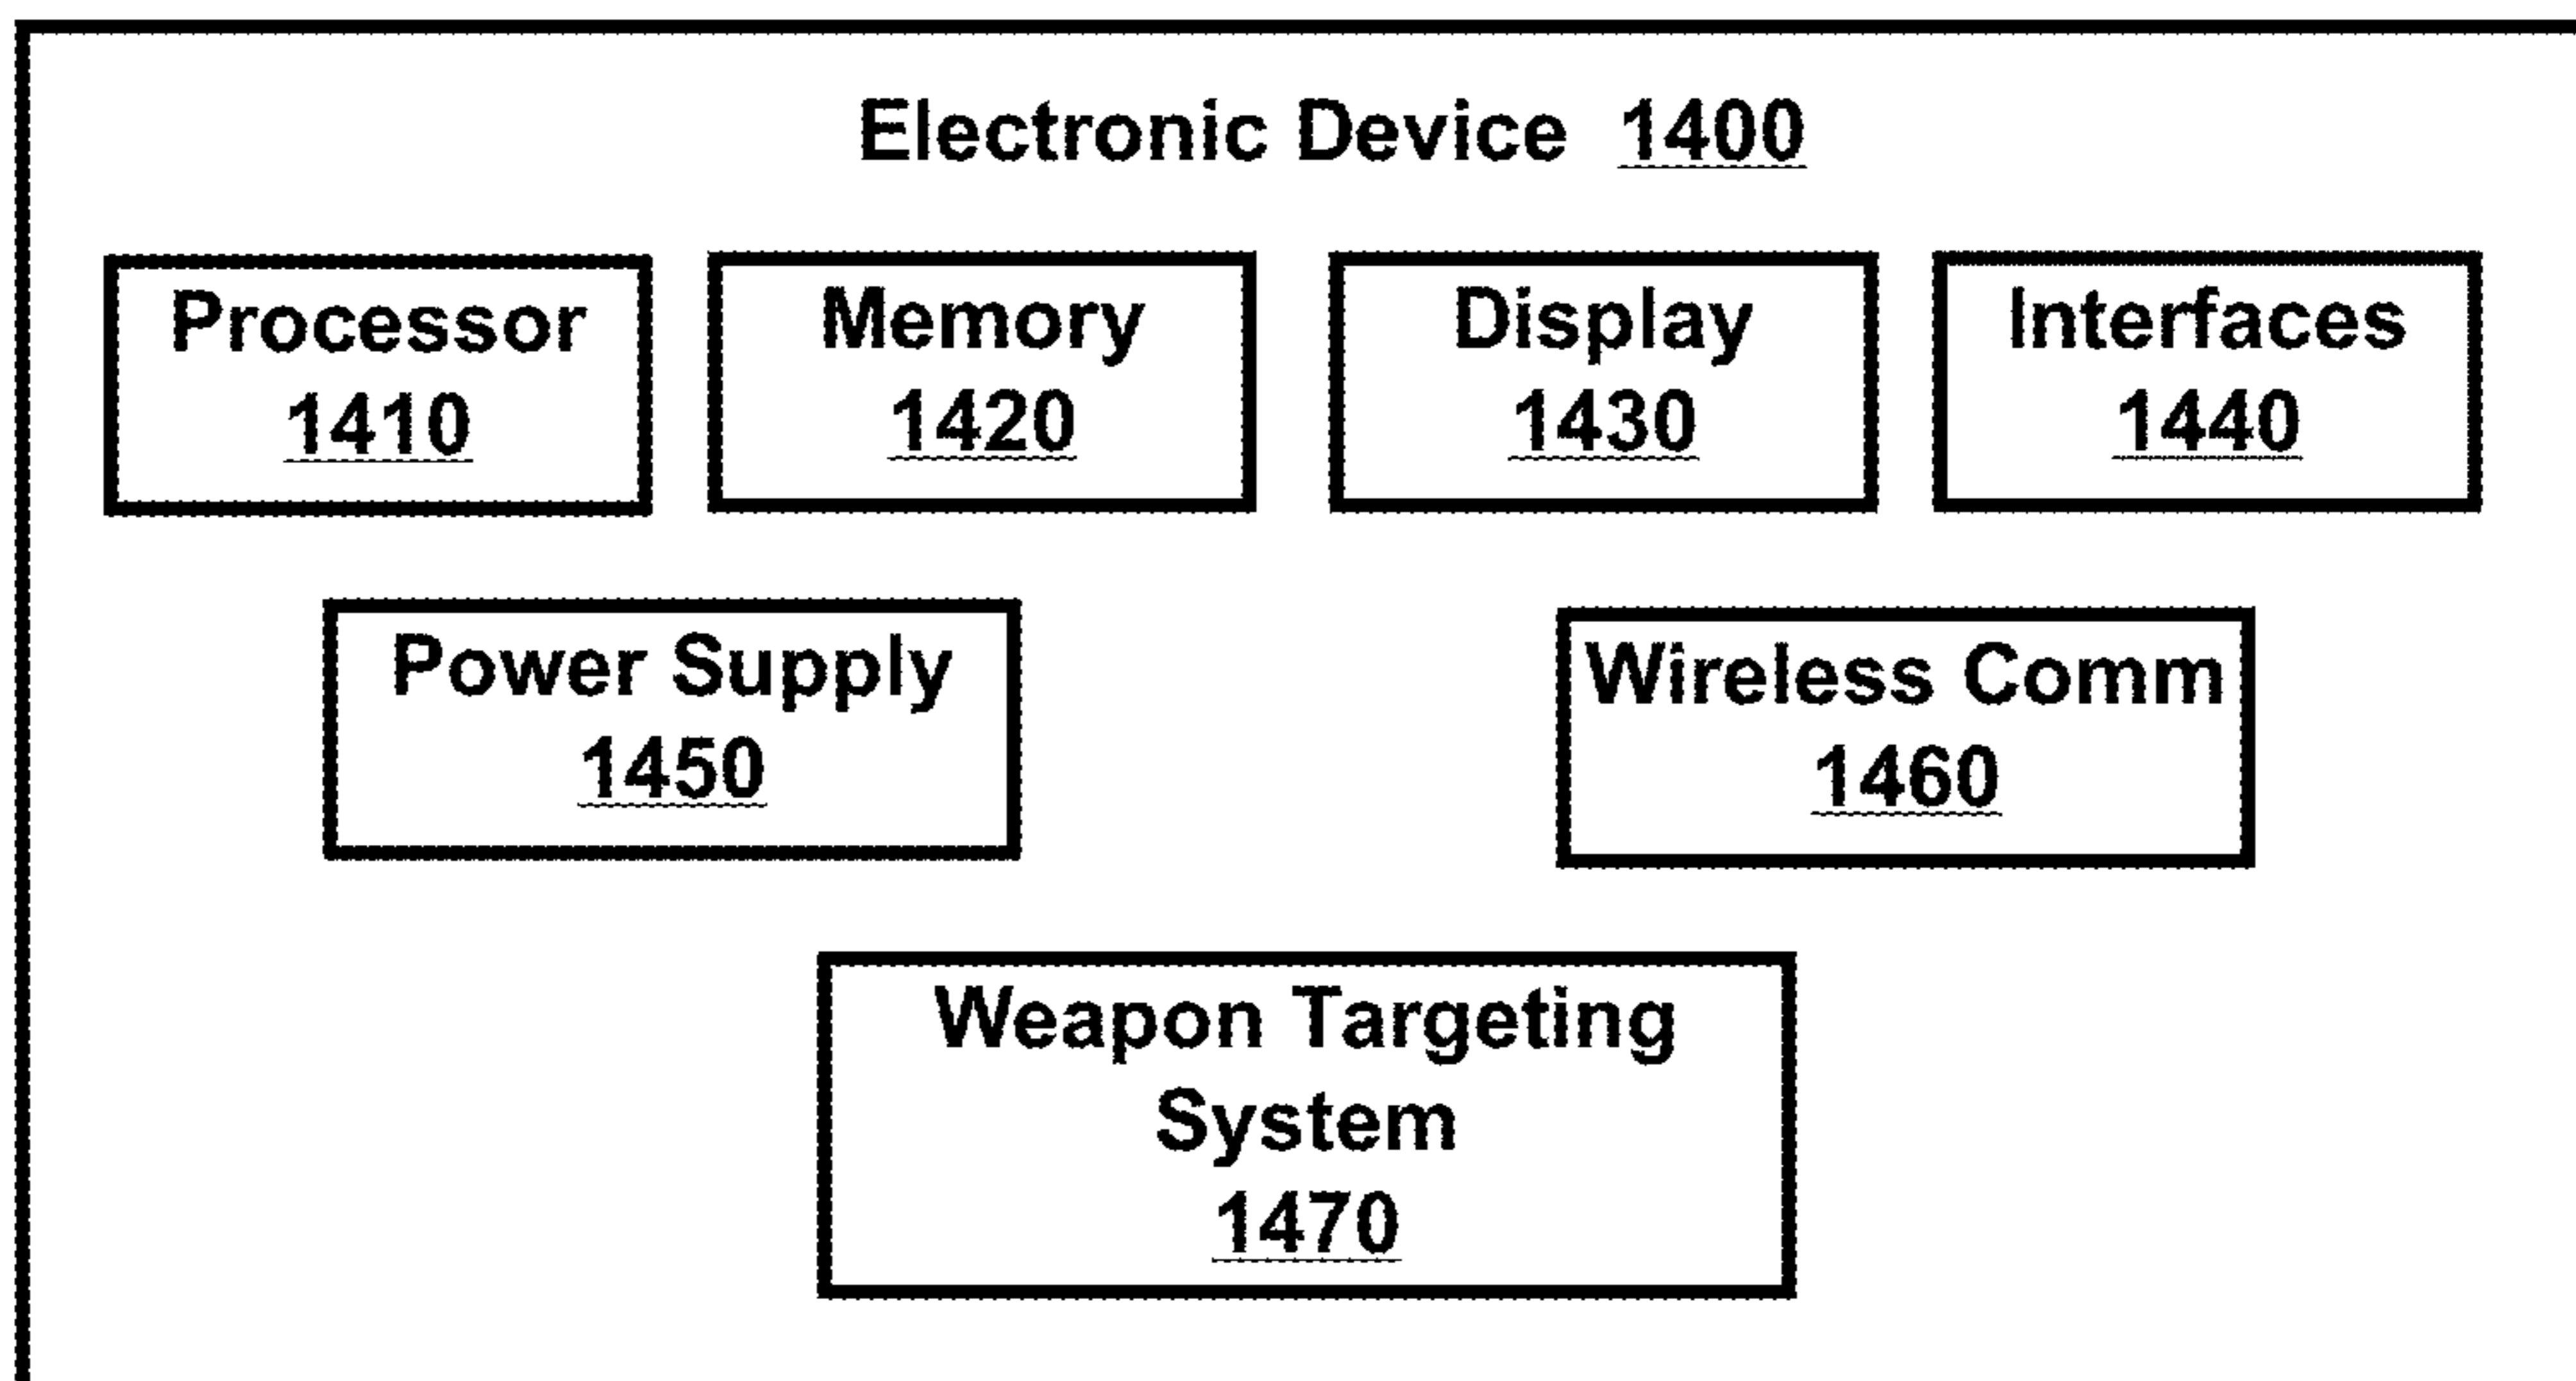 Electronic Device 1400
Processor
1410
Memory
1420
Display
1430
Interfaces
1440
Power Supply
1450
Wireless Comm
1460
Weapon Targeting
System
1470